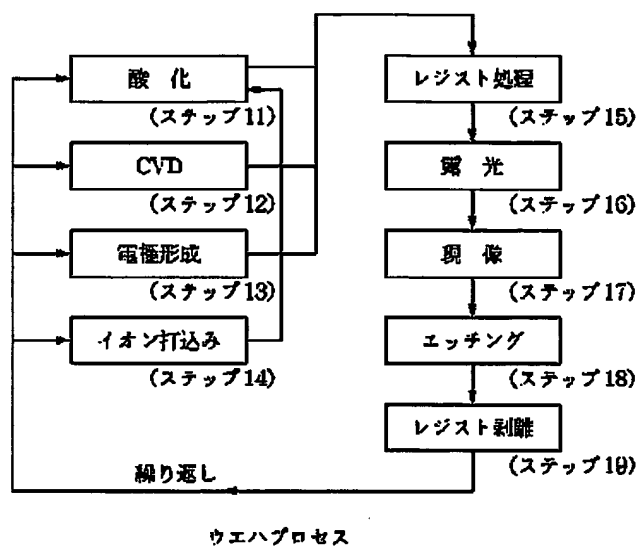 酸 化
(ステップ11)
CVD
(ステップ12)
電極形成
(ステップ13)
イオン打込み
(ステップ14)
レジスト処理
(ステップ15)
露 光
(ステップ16)
現 像
(ステップ17)
エッチング
(ステップ18)
レジスト剥離
(ステップ19)
繰り返し
ウエハプロセス